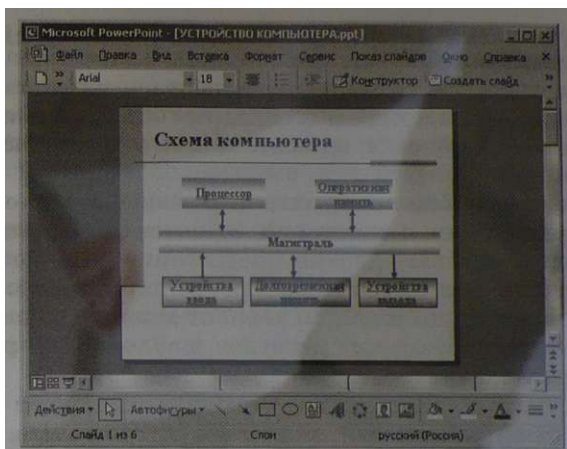 Microsoft PowerPoint - [УСТРОЙСТВО КОМПЬЮТЕРА.ppt]
Файл Правка Вид Вставка Формат Сервис Показ слайдов Окно Справка
Arial 18 Конструктор Создать слайд
Схема компьютера
Процессор
Оперативная
память
Магистраль
Устройства
ввода
Долговременная
память
Устройства
вывода
Действия Автофигуры
Слайд 1 из 6 Слои русский (Россия)